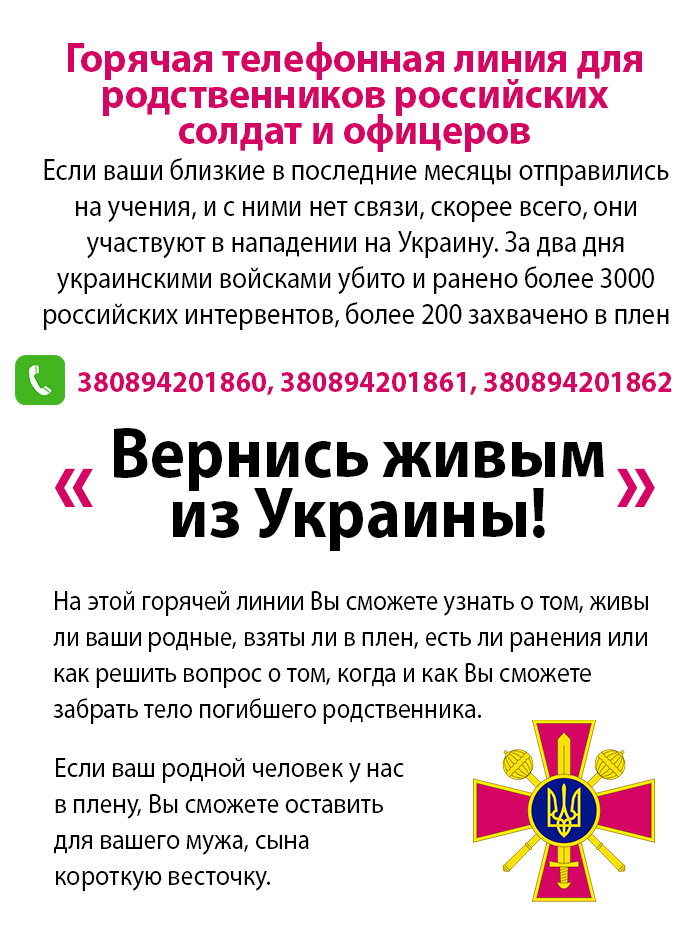 Горячая телефонная линия для
родственников российских
солдат и офицеров
Если ваши близкие в последние месяцы отправились
на учения, и с ними нет связи, скорее всего, они
участвуют в нападении на Украину. За два дня
украинскими войсками убито и ранено более 3000
российских интервентов, более 200 захвачено в плен
380894201860, 380894201861, 380894201862
« Вернись живым
из Украины! »
На этой горячей линии Вы сможете узнать о том, живы
ли ваши родные, взяты ли в плен, есть ли ранения или
как решить вопрос о том, когда и как Вы сможете
забрать тело погибшего родственника.
Если ваш родной человек у нас
в плену, Вы сможете оставить
для вашего мужа, сына
короткую весточку.